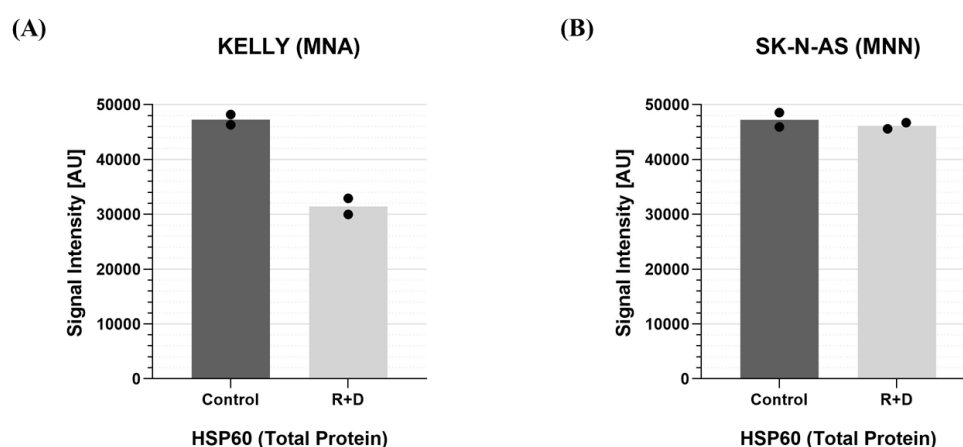 (A)
KELLY (MNA)
Signal Intensity [AU]
50000
40000
30000
20000
10000
0
Control R+D
HSP60 (Total Protein)
(B)
SK-N-AS (MNN)
Signal Intensity [AU]
50000
40000
30000
20000
10000
0
Control R+D
HSP60 (Total Protein)